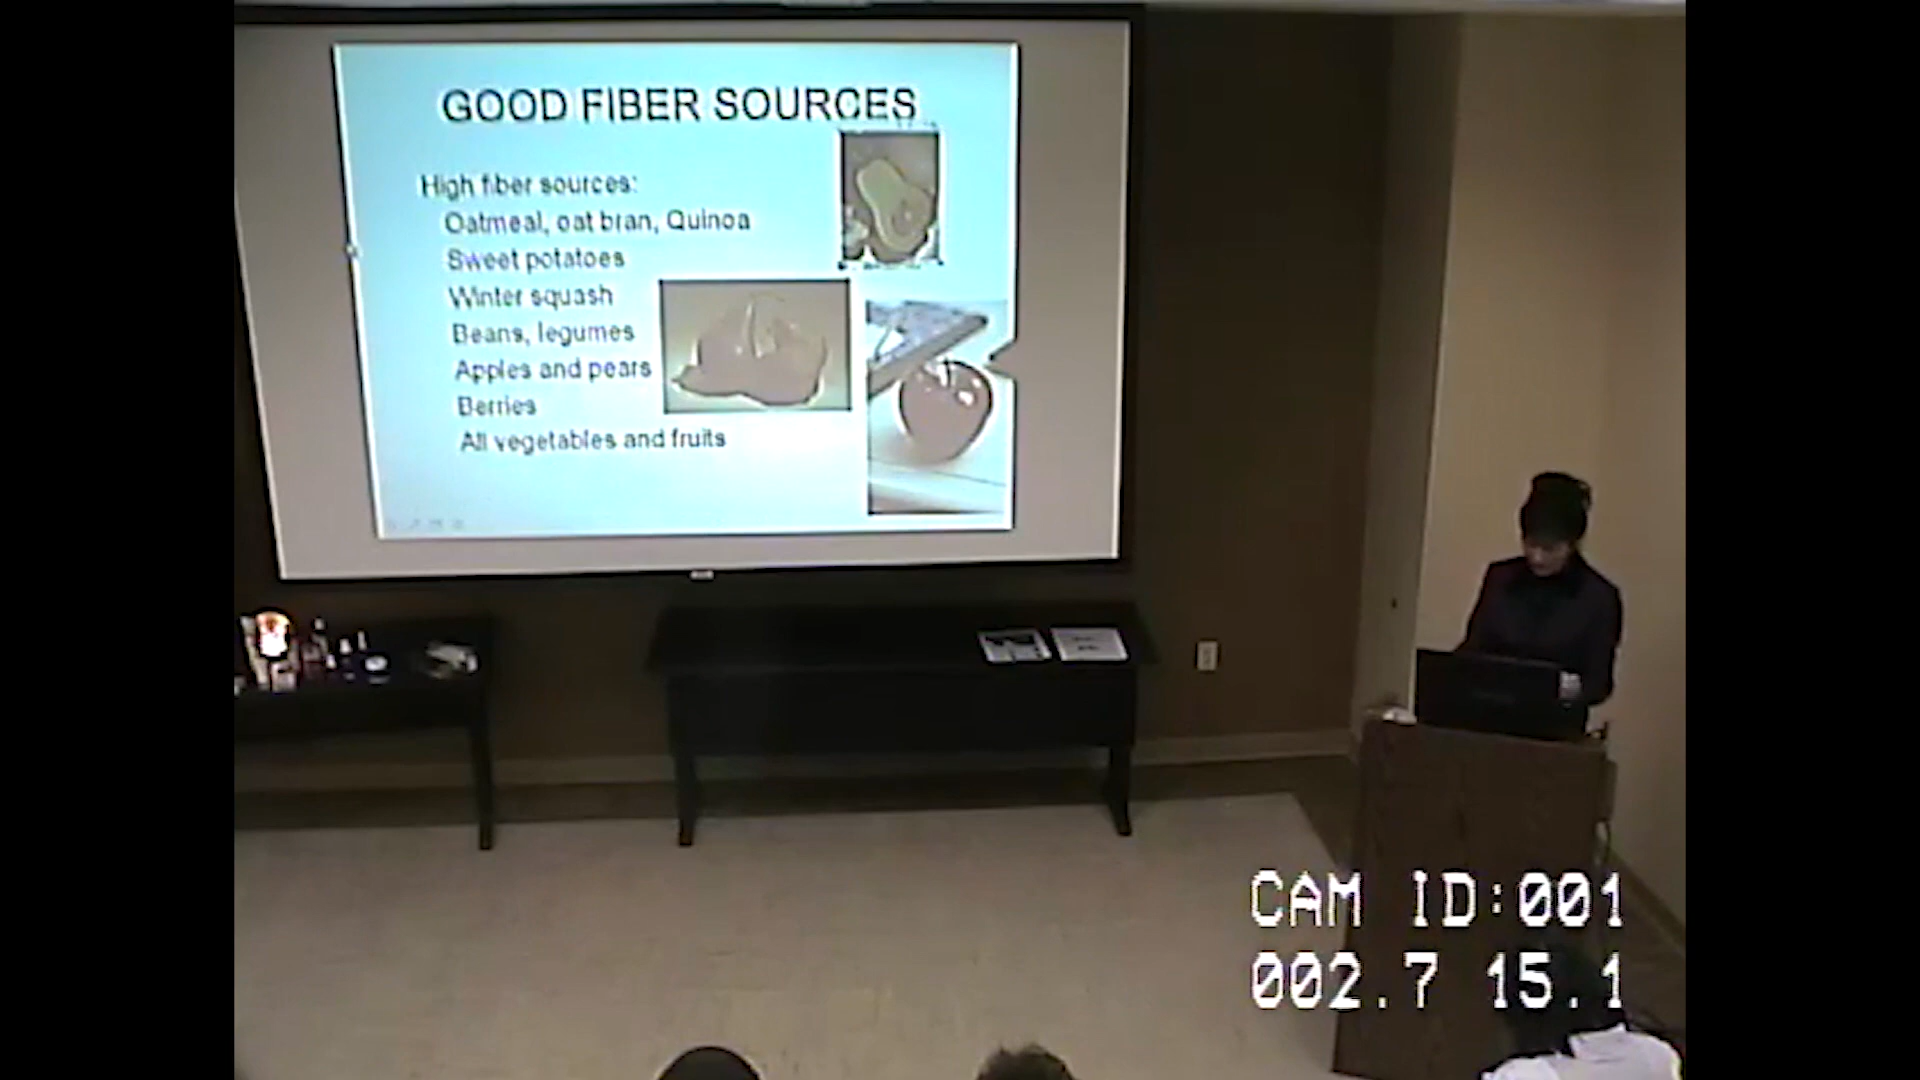 GOOD FIBER SOURCES
High fiber sources:
Oatmeal, oat bran, Quinoa
Sweet potatoes
Winter squash
Beans, legumes
Apples and pears
Berries
All vegetables and fruits
CAM ID:001
002.7 15.1